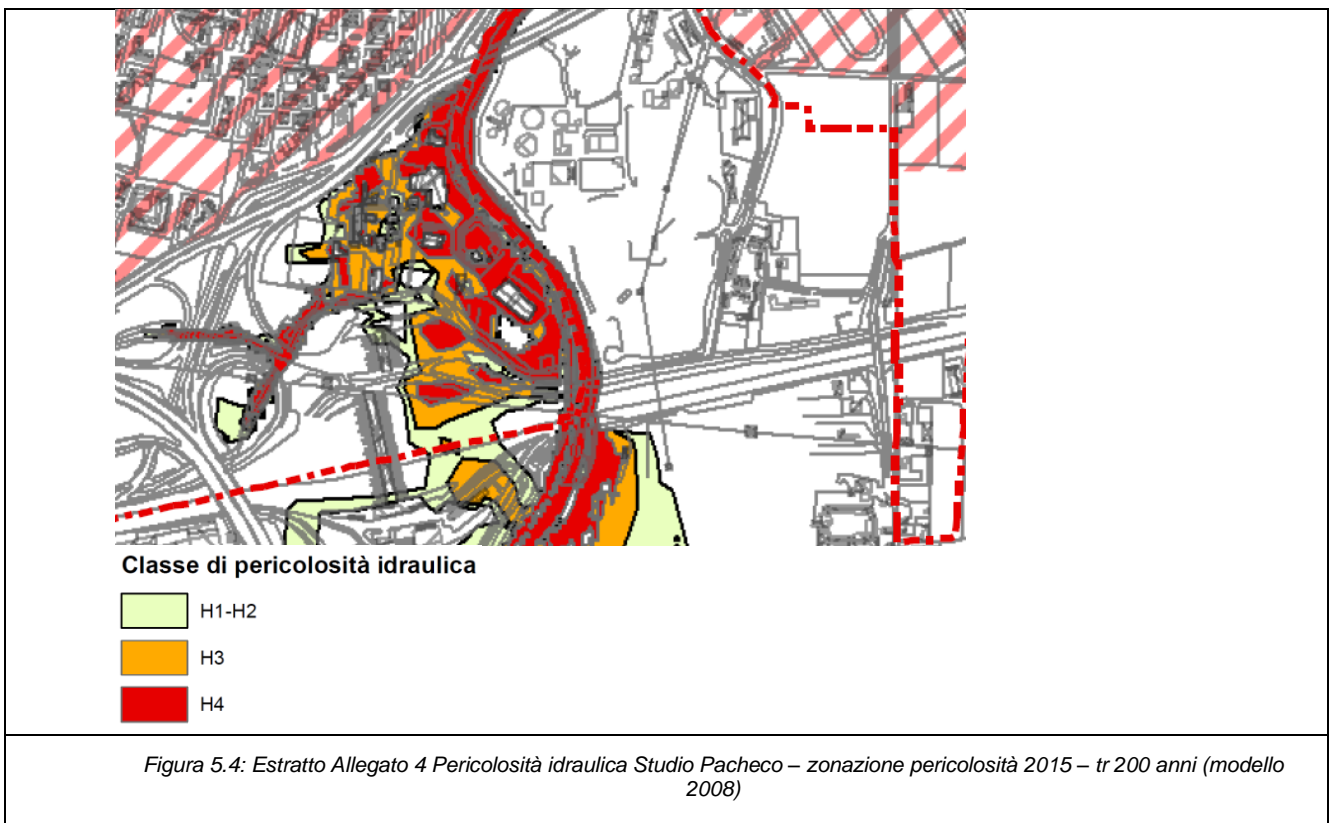 Classe di pericolosità idraulica
H1-H2
H3
H4
Figura 5.4: Estratto Allegato 4 Pericolosità idraulica Studio Pacheco – zonazione pericolosità 2015 – tr 200 anni (modello
2008)